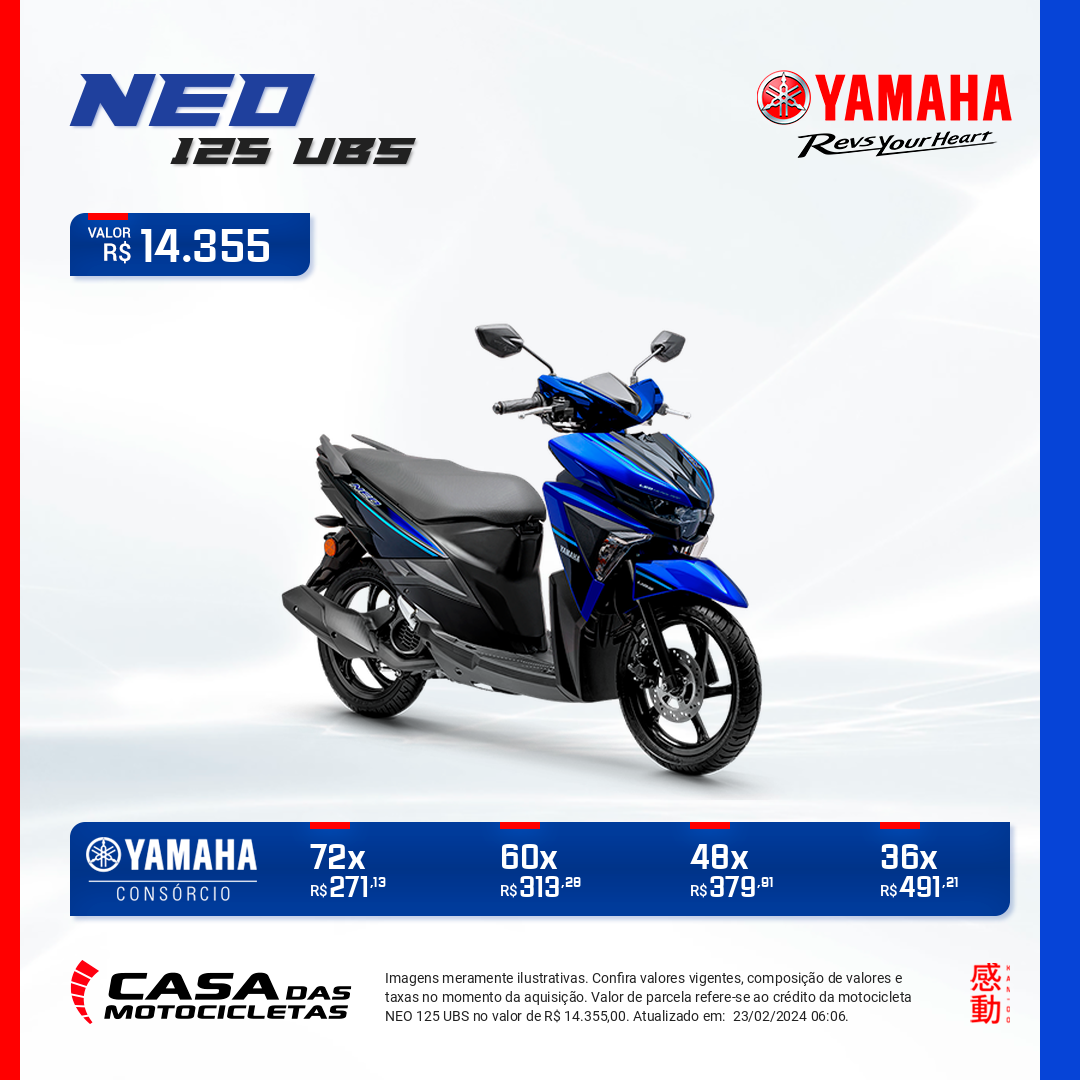 NEO
125 UBS
YAMAHA
Revs Your Heart
VALOR
R$ 14.355
NEO
YAMAHA
YAMAHA
CONSÓRCIO
72x
R$ 271,13
60x
R$ 313,28
48x
R$ 379,91
36x
R$ 491,21
CASA DAS
MOTOCICLETAS
Imagens meramente ilustrativas. Confira valores vigentes, composição de valores e
taxas no momento da aquisição. Valor de parcela refere-se ao crédito da motocicleta
NEO 125 UBS no valor de R$ 14.355,00. Atualizado em: 23/02/2024 06:06.
感動